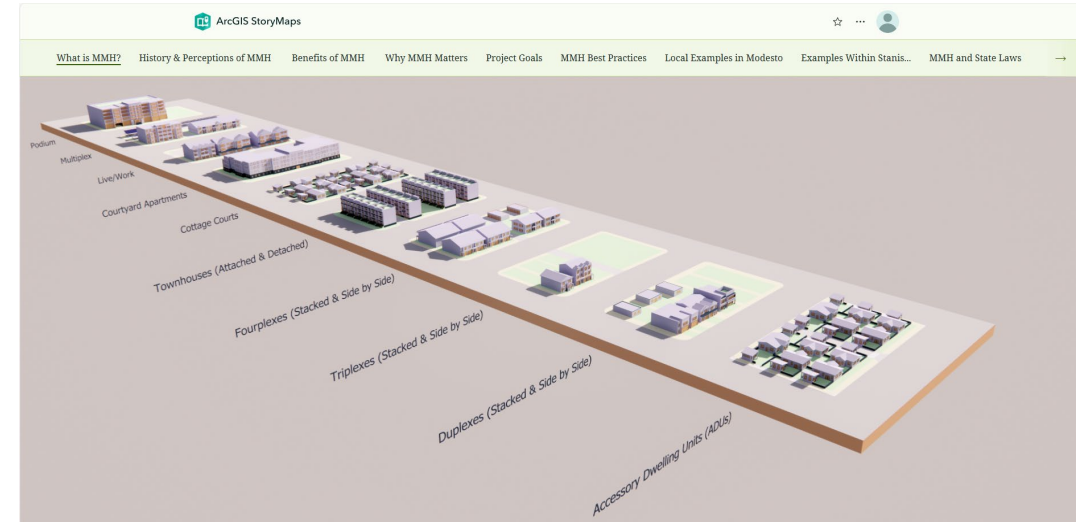 ArcGIS StoryMaps
What is MMH? History & Perceptions of MMH Benefits of MMH Why MMH Matters Project Goals MMH Best Practices Local Examples in Modesto Examples Within Stanis... MMH and State Laws →
Podium
Multiplex
Live/Work
Courtyard Apartments
Cottage Courts
Townhouses (Attached & Detached)
Fourplexes (Stacked & Side by Side)
Triplexes (Stacked & Side by Side)
Duplexes (Stacked & Side by Side)
Accessory Dwelling Units (ADUs)